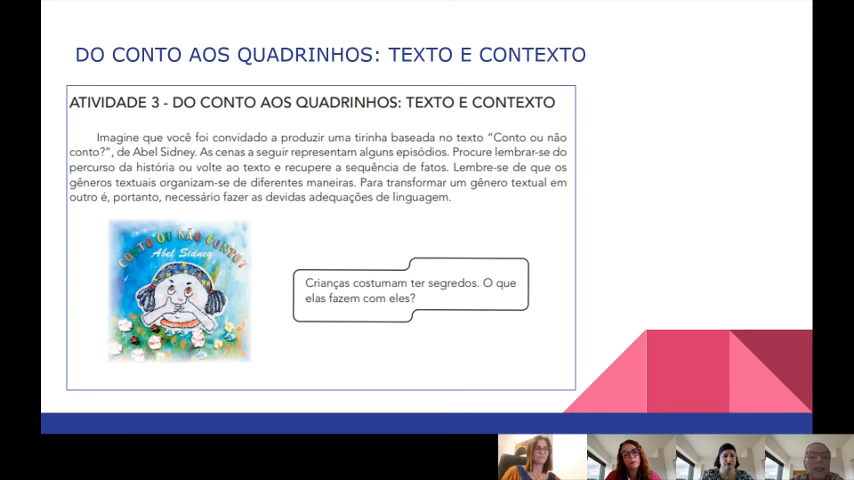 DO CONTO AOS QUADRINHOS: TEXTO E CONTEXTO
ATIVIDADE 3 - DO CONTO AOS QUADRINHOS: TEXTO E CONTEXTO
Imagine que você foi convidado a produzir uma tirinha baseada no texto “Conto ou não
conto?”, de Abel Sidney. As cenas a seguir representam alguns episódios. Procure lembrar-se do
percurso da história ou volte ao texto e recupere a sequência de fatos. Lembre-se de que os
gêneros textuais organizam-se de diferentes maneiras. Para transformar um gênero textual em
outro é, portanto, necessário fazer as devidas adequações de linguagem.
CONTO OU NÃO CONTO?
Abel Sidney
Crianças costumam ter segredos. O que
elas fazem com eles?